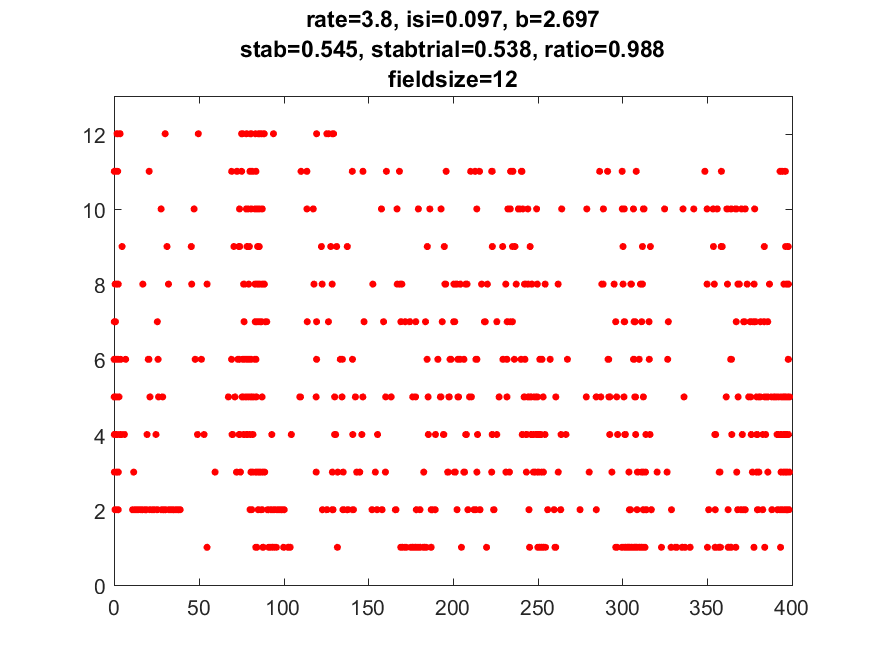 rate=3.8, isi=0.097, b=2.697
stab=0.545, stabtrial=0.538, ratio=0.988
fieldsize=12
12
10
8
6
4
2
0
0 50 100 150 200 250 300 350 400